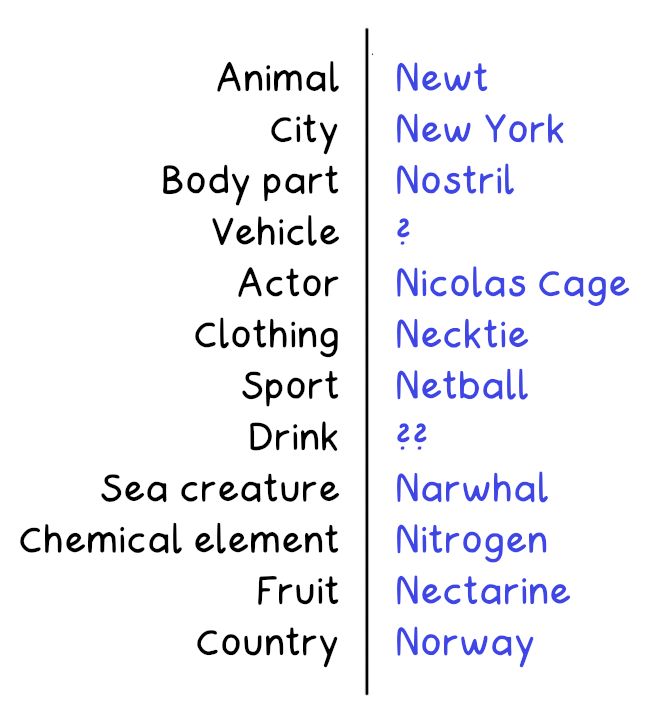 Animal Newt
City New York
Body part Nostril
Vehicle ?
Actor Nicolas Cage
Clothing Necktie
Sport Netball
Drink ??
Sea creature Narwhal
Chemical element Nitrogen
Fruit Nectarine
Country Norway